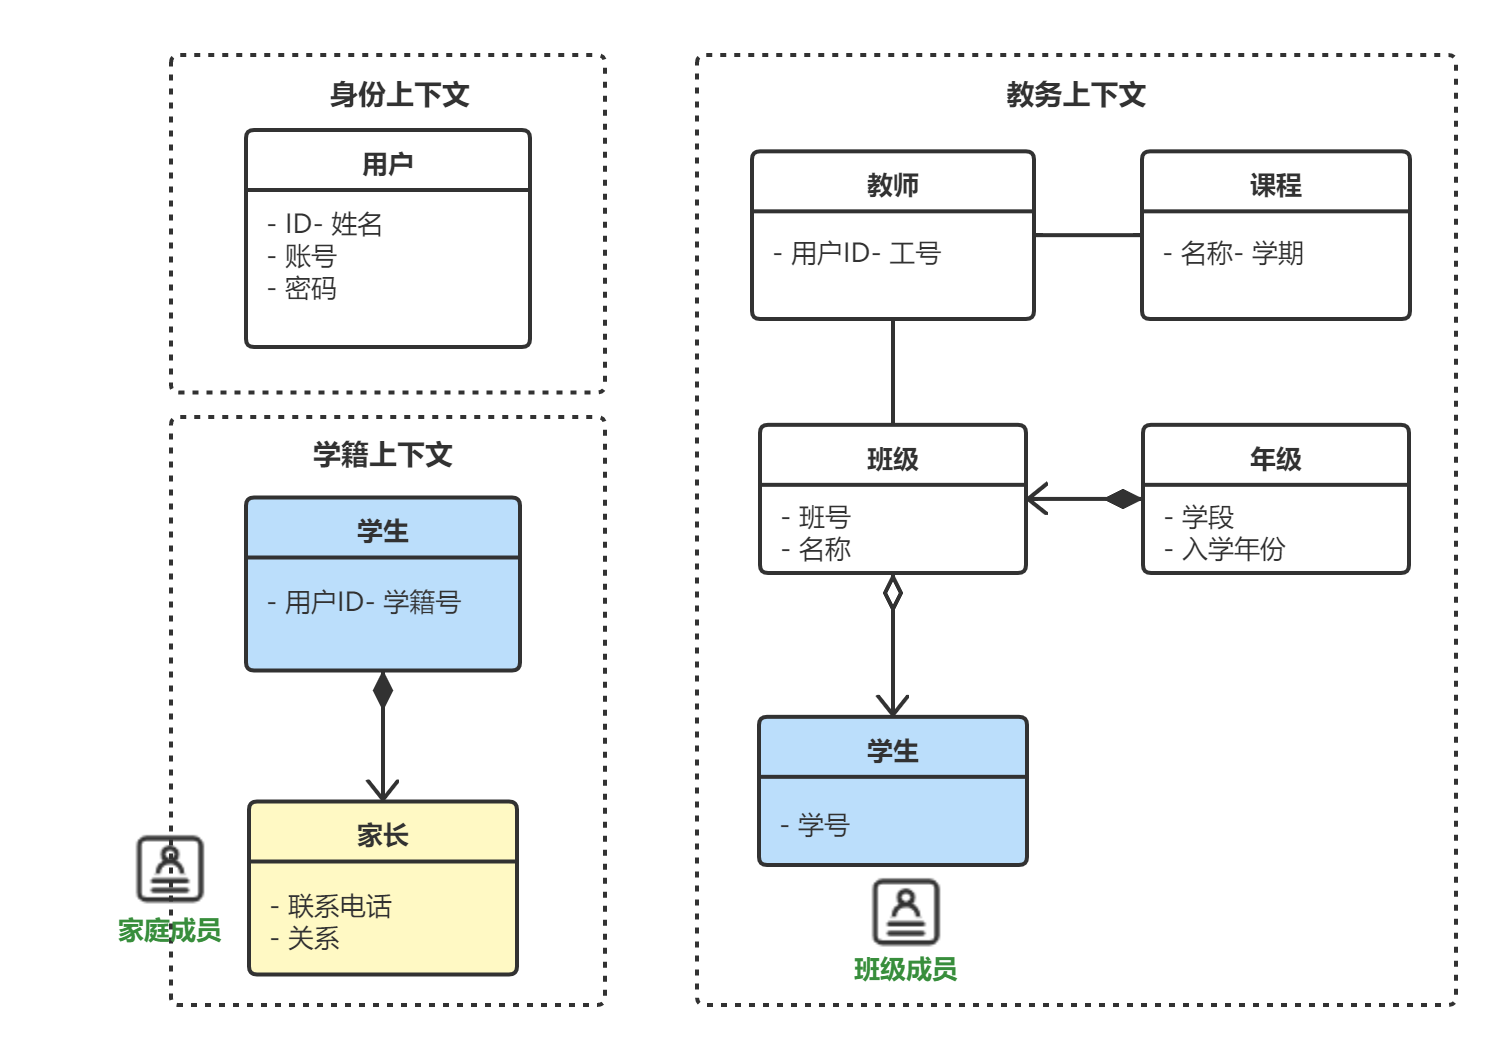 身份上下文
用户
- ID- 姓名
- 账号
- 密码
学籍上下文
学生
- 用户ID- 学籍号
家长
- 联系电话
- 关系
家庭成员
教务上下文
教师
- 用户ID- 工号
课程
- 名称- 学期
班级
- 班号
- 名称
年级
- 学段
- 入学年份
学生
- 学号
班级成员